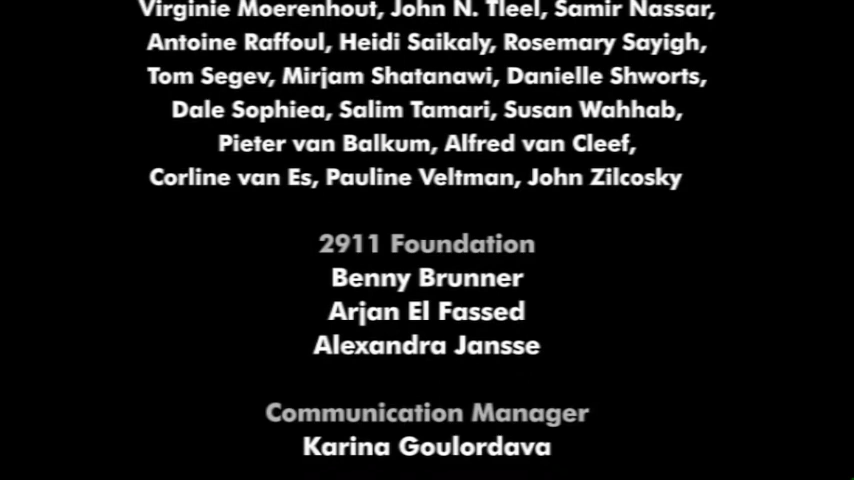 Virginie Moerenhout, John N. Tleel, Samir Nassar,
Antoine Raffoul, Heidi Saikaly, Rosemary Sayigh,
Tom Segev, Mirjam Shatanawi, Danielle Shworts,
Dale Sophiea, Salim Tamari, Susan Wahhab,
Pieter van Balkum, Alfred van Cleef,
Corline van Es, Pauline Veltman, John Zilcosky
2911 Foundation
Benny Brunner
Arjan El Fassed
Alexandra Jansse
Communication Manager
Karina Goulordava